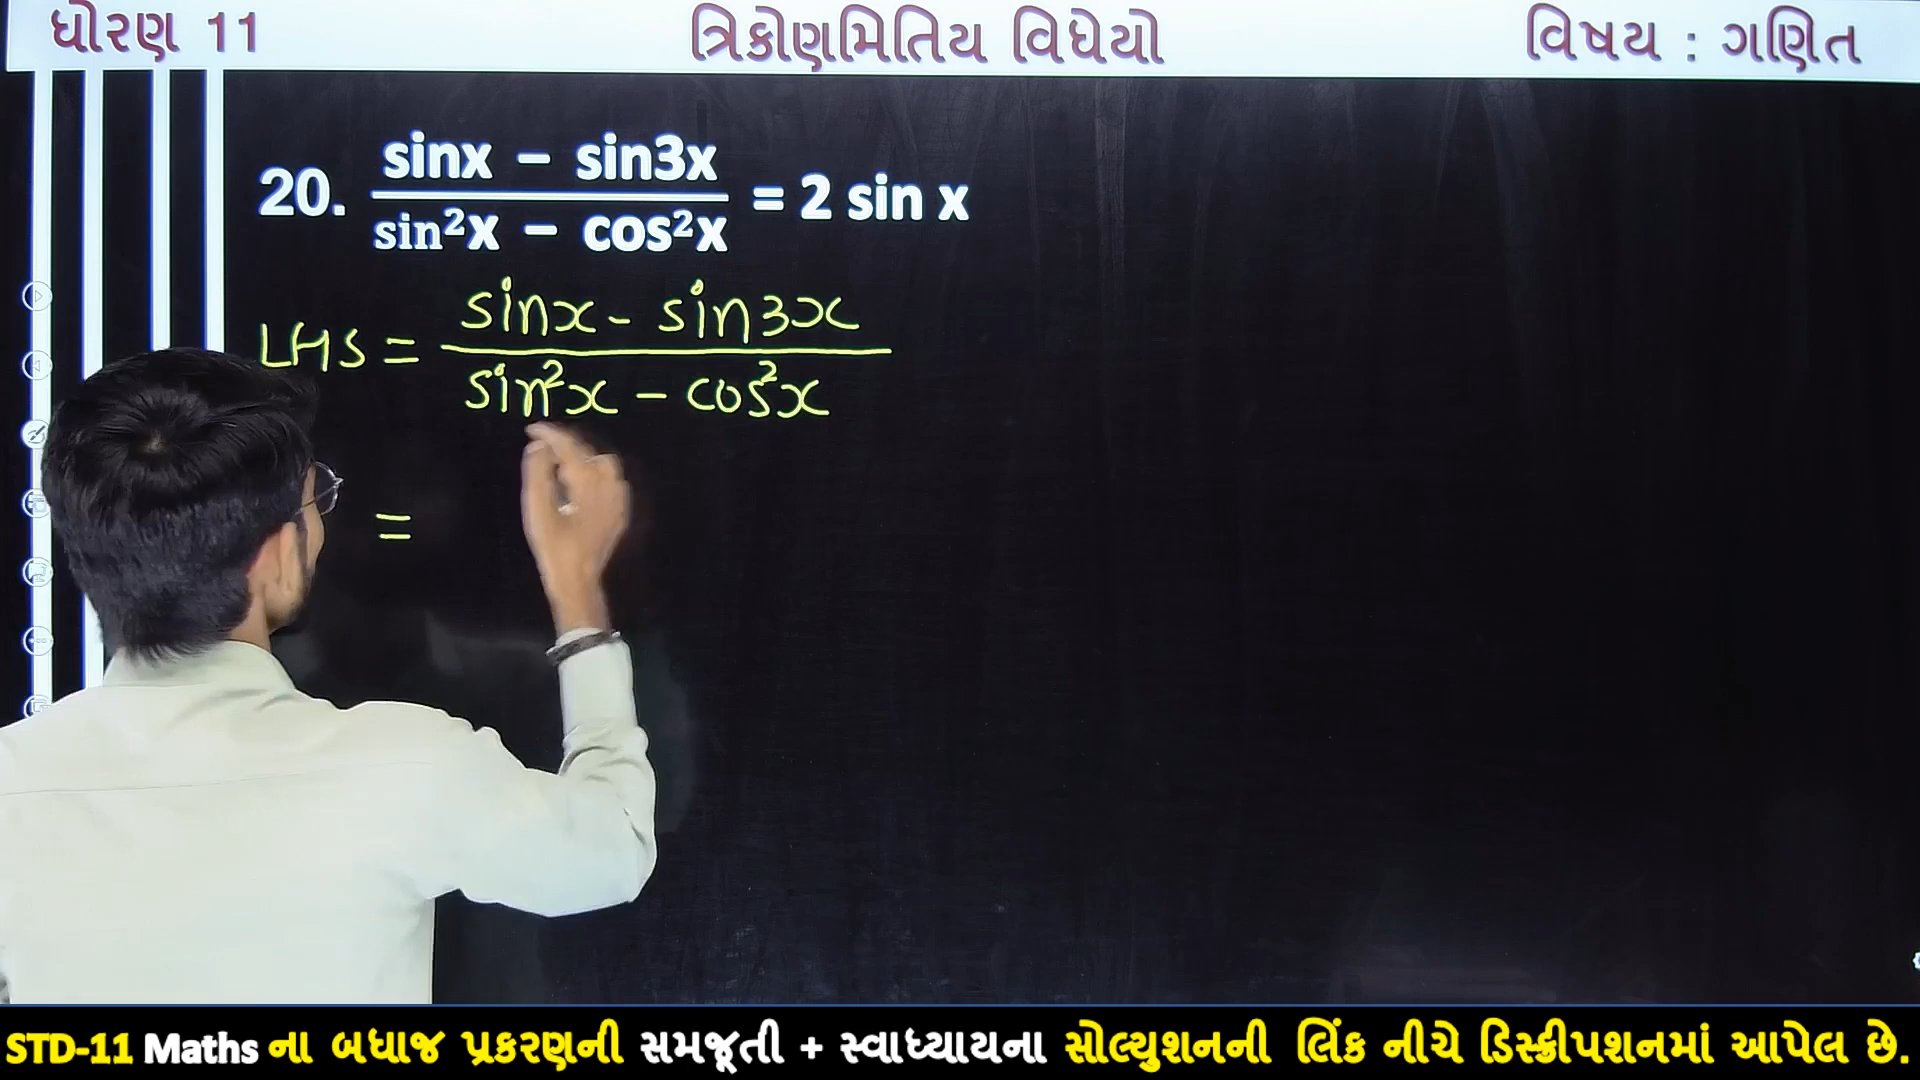 ધોરણ 11 ત્રિકોણમિતિય વિધેયો વિષય : ગણિત
20. sinx − sin3x / sin²x − cos²x = 2 sin x
LHS = sinx - sin3x / sin²x - cos²x
=
STD-11 Maths ના બધાજ પ્રકરણની સમજૂતી + સ્વાધ્યાયના સોલ્યુશનની લિંક નીચે ડિસ્ક્રીપશનમાં આપેલ છે.